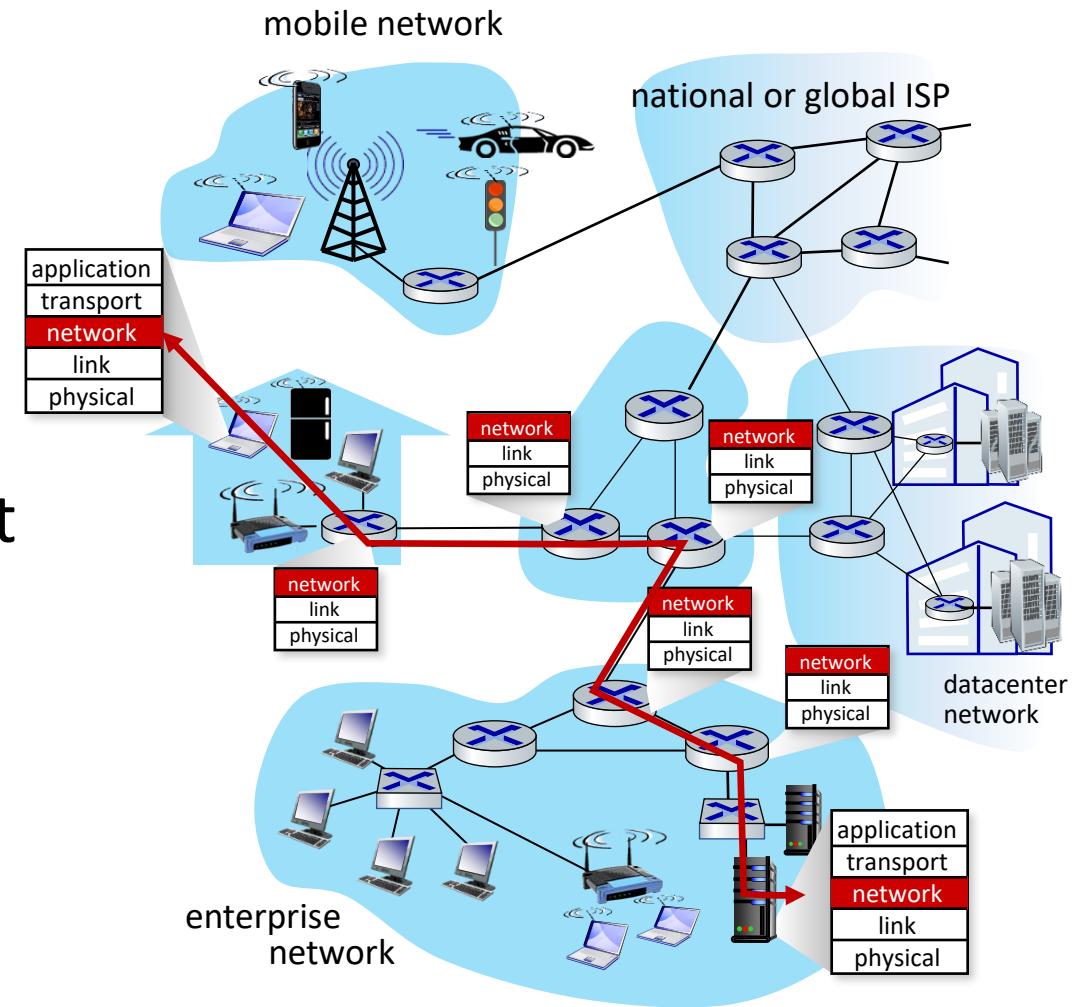 mobile network
national or global ISP
application
transport
network
link
physical
network
link
physical
network
link
physical
t
network
link
physical
network
link
physical
network
link
physical
datacenter
network
application
transport
network
link
physical
enterprise
network